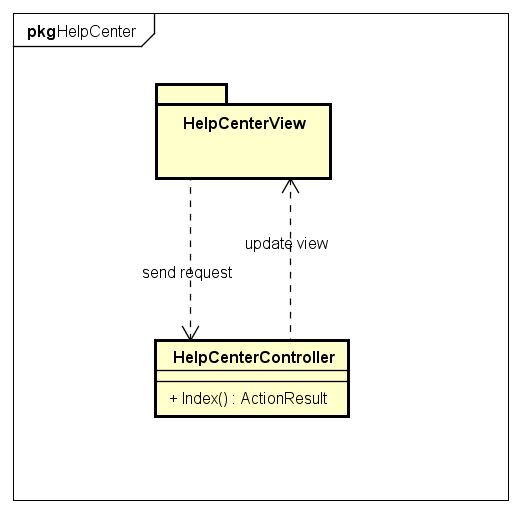 pkgHelpCenter
HelpCenterView
update view
send request
HelpCenterController
+ Index() : ActionResult